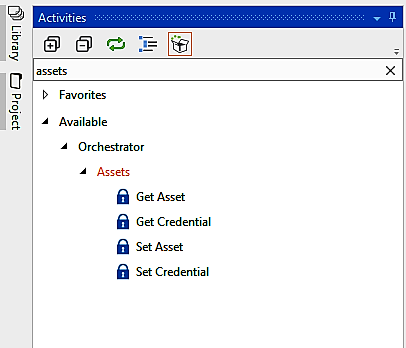 Library
Project
Activities
assets
Favorites
Available
Orchestrator
Assets
Get Asset
Get Credential
Set Asset
Set Credential